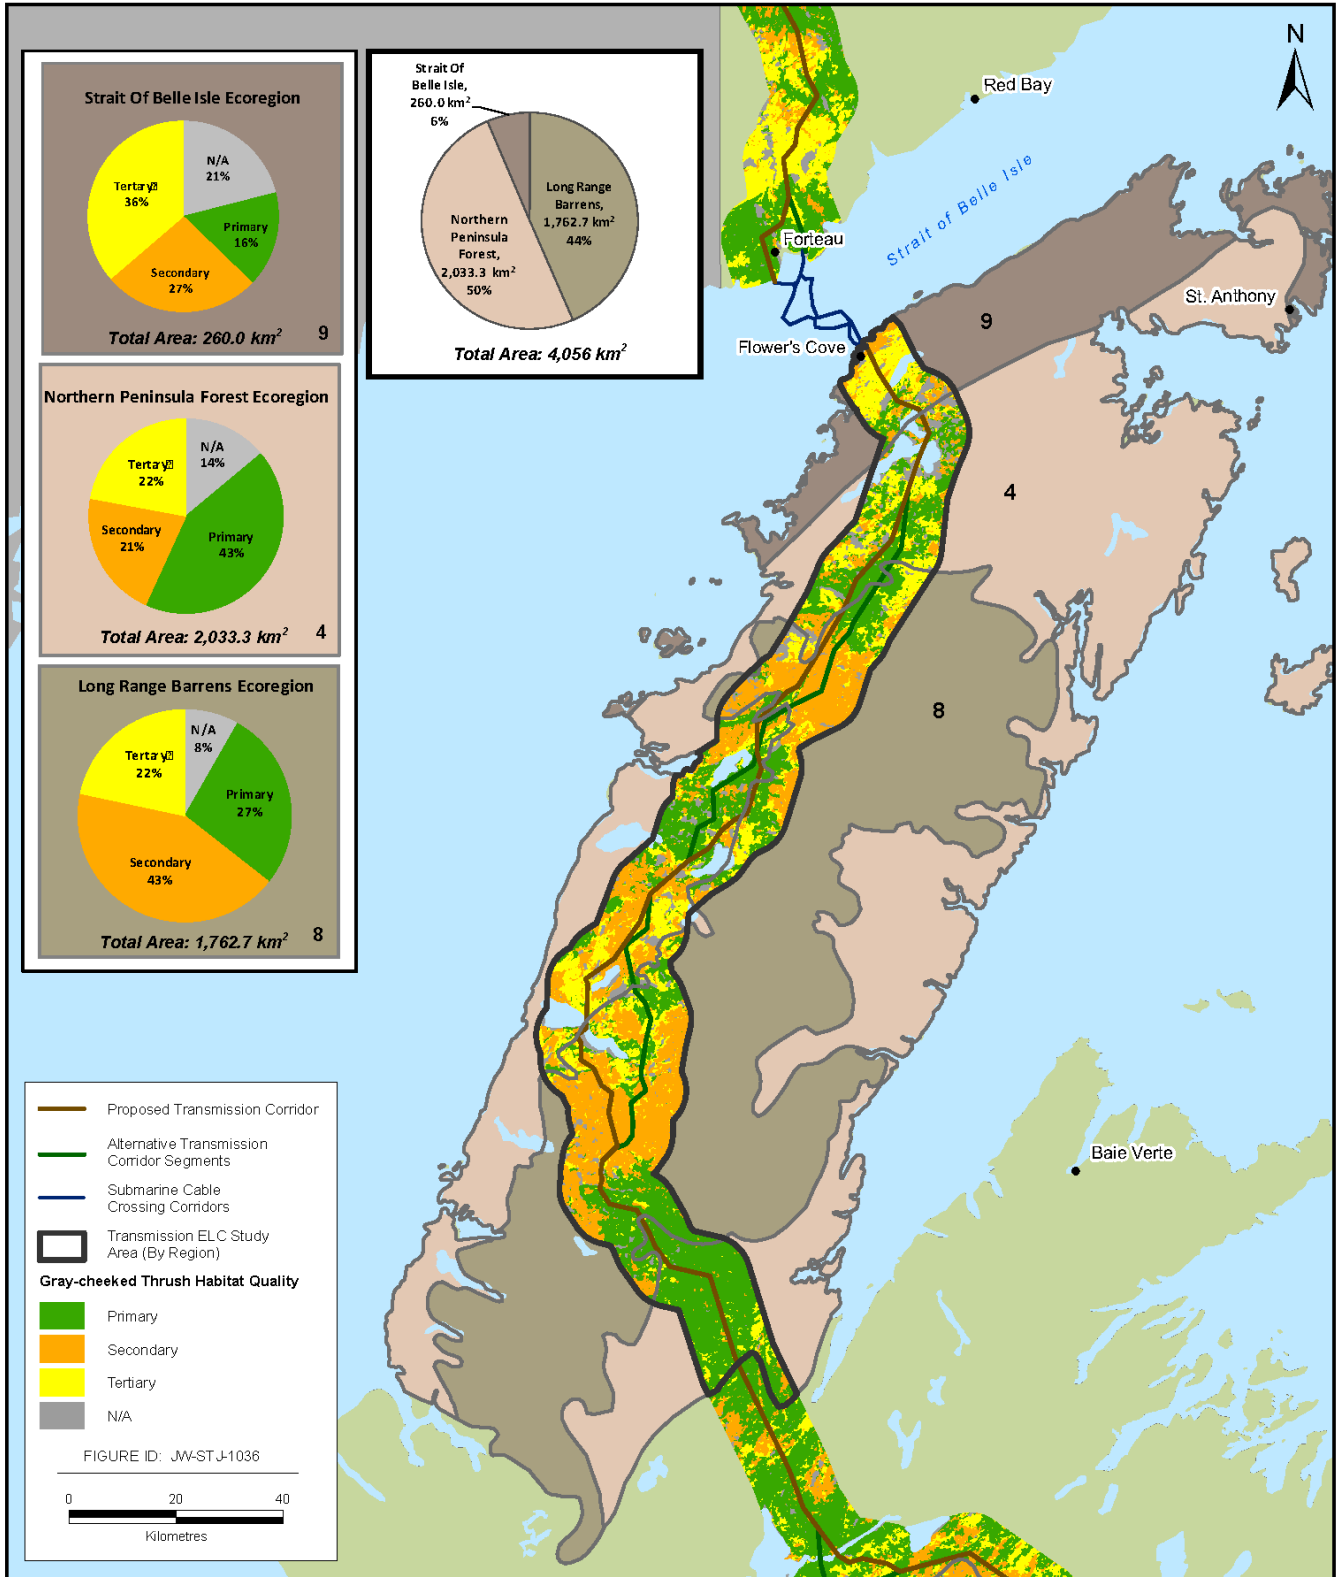 Strait Of Belle Isle Ecoregion
N/A
21%
Tertary
36%
Primary
16%
Secondary
27%
Total Area: 260.0 km²
9
Northern Peninsula Forest Ecoregion
N/A
14%
Tertary
22%
Secondary
21%
Primary
43%
Total Area: 2,033.3 km²
4
Long Range Barrens Ecoregion
N/A
8%
Tertary
22%
Primary
27%
Secondary
43%
Total Area: 1,762.7 km²
8
Strait Of
Belle Isle,
260.0 km²
6%
Long Range
Barrens,
1,762.7 km²
44%
Northern
Peninsula
Forest,
2,033.3 km²
50%
Total Area: 4,056 km²
N
Red Bay
Strait of Belle Isle
Forteau
St. Anthony
9
Flower's Cove
4
8
Baie Verte
Proposed Transmission Corridor
Alternative Transmission
Corridor Segments
Submarine Cable
Crossing Corridors
Transmission ELC Study
Area (By Region)
Gray-cheeked Thrush Habitat Quality
Primary
Secondary
Tertiary
N/A
FIGURE ID: JW-STJ-1036
0 20 40
Kilometres